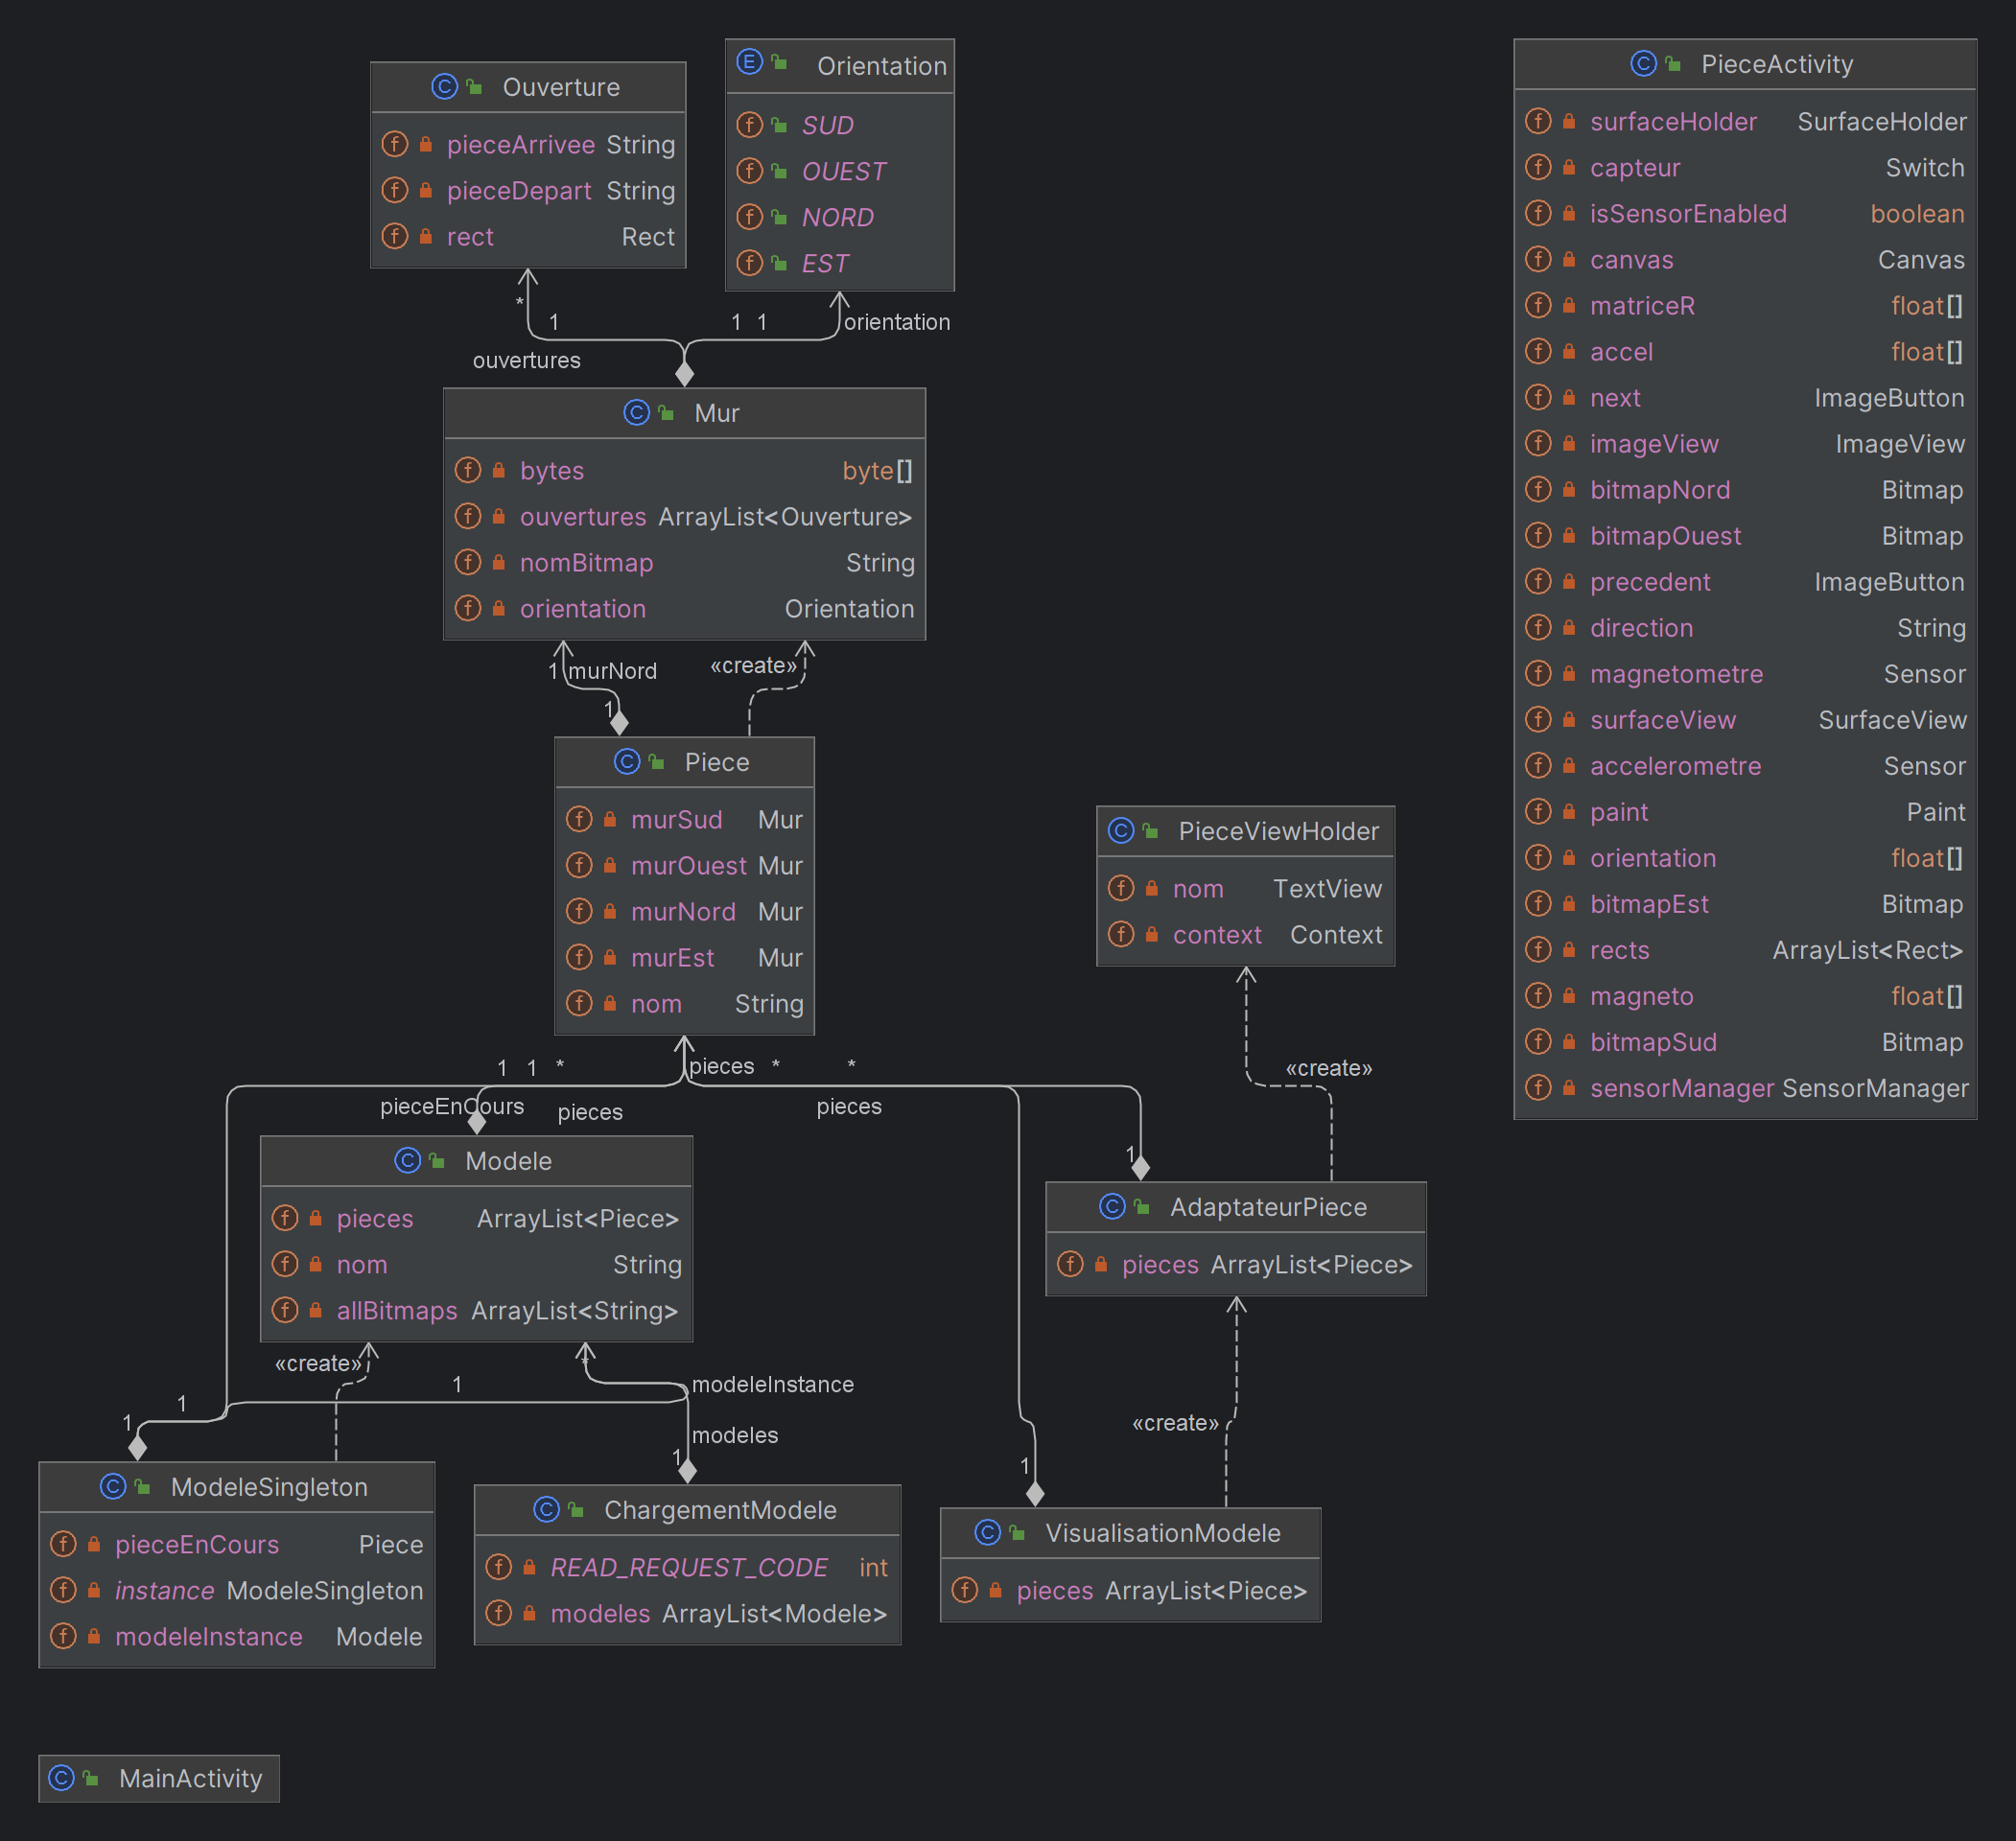 Ouverture
pieceArrivee String
pieceDepart String
rect Rect
Orientation
SUD
OUEST
NORD
EST
PieceActivity
surfaceHolder SurfaceHolder
capteur Switch
isSensorEnabled boolean
canvas Canvas
matriceR float[]
accel float[]
next ImageButton
imageView ImageView
bitmapNord Bitmap
bitmapOuest Bitmap
precedent ImageButton
direction String
magnetometre Sensor
surfaceView SurfaceView
accelerometre Sensor
paint Paint
orientation float[]
bitmapEst Bitmap
rects ArrayList<Rect>
magneto float[]
bitmapSud Bitmap
sensorManager SensorManager
*
1
1 1
orientation
ouvertures
Mur
bytes byte[]
ouvertures ArrayList<Ouverture>
nomBitmap String
orientation Orientation
1 murNord
«create»
1
Piece
murSud Mur
murOuest Mur
murNord Mur
murEst Mur
nom String
PieceViewHolder
nom TextView
context Context
1 1 * pieces * *
«create»
pieceEnCours pieces pieces
1
Modele
pieces ArrayList<Piece>
nom String
allBitmaps ArrayList<String>
AdaptateurPiece
pieces ArrayList<Piece>
«create»
*
1
modeleInstance
1
1
«create»
modeles
1
1
ModeleSingleton
pieceEnCours Piece
instance ModeleSingleton
modeleInstance Modele
ChargementModele
READ_REQUEST_CODE int
modeles ArrayList<Modele>
VisualisationModele
pieces ArrayList<Piece>
MainActivity